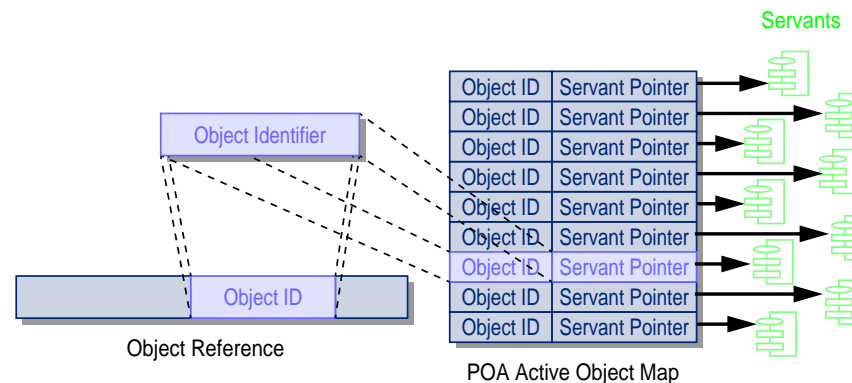 Servants
Object ID Servant Pointer
Object ID Servant Pointer
Object Identifier
Object ID Servant Pointer
Object ID Servant Pointer
Object ID Servant Pointer
Object ID Servant Pointer
Object ID Servant Pointer
Object ID
Object ID Servant Pointer
Object ID Servant Pointer
Object Reference
POA Active Object Map